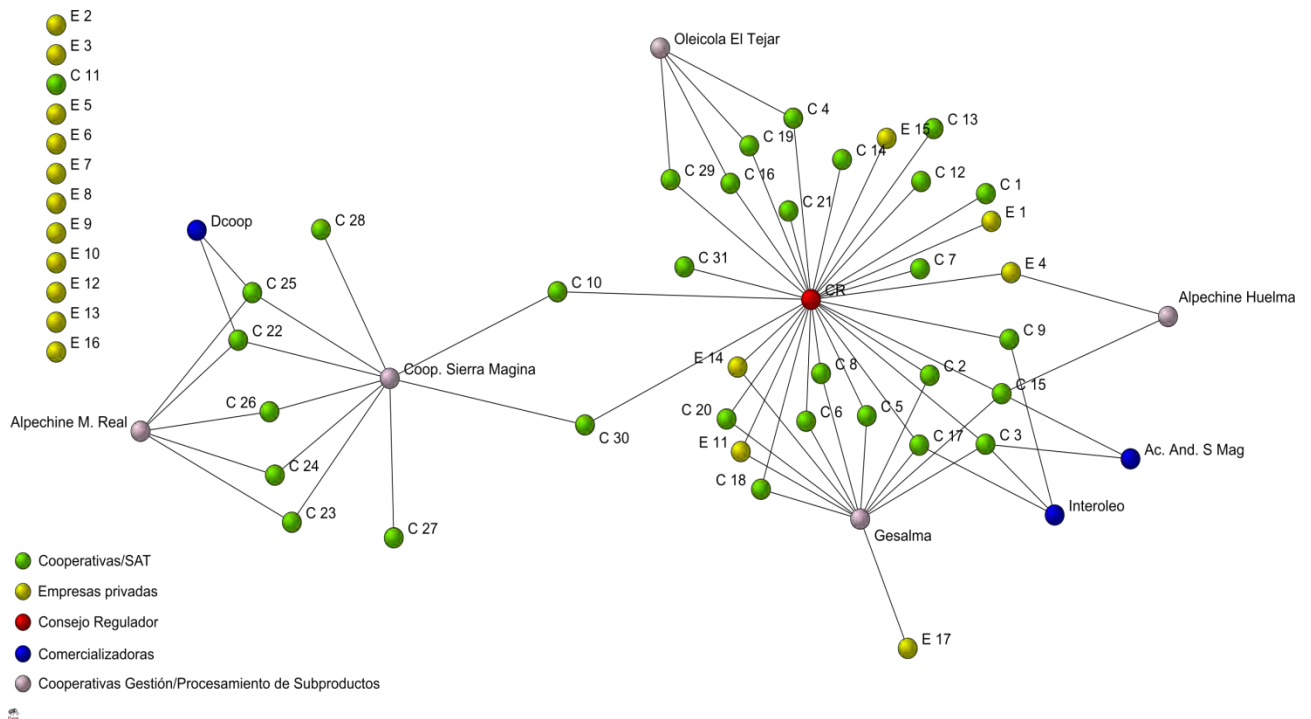 E 2
E 3
C 11
E 5
E 6
E 7
E 8
E 9
E 10
E 12
E 13
E 16
Oleicola El Tejar
C 4
C 19
C 29
C 16
C 21
C 14
E 15
C 13
C 12
C 1
E 1
C 7
C 31
E 4
CR
Alpechine Huelma
Dcoop
C 28
C 25
C 22
C 10
Coop. Sierra Magina
C 26
Alpechine M. Real
C 24
C 23
C 27
C 30
E 14
C 8
C 2
C 9
C 15
C 20
C 6
C 5
C 17
C 3
E 11
C 18
Ac. And. S Mag
Interoleo
Gesalma
E 17
Cooperativas/SAT
Empresas privadas
Consejo Regulador
Comercializadoras
Cooperativas Gestión/Procesamiento de Subproductos